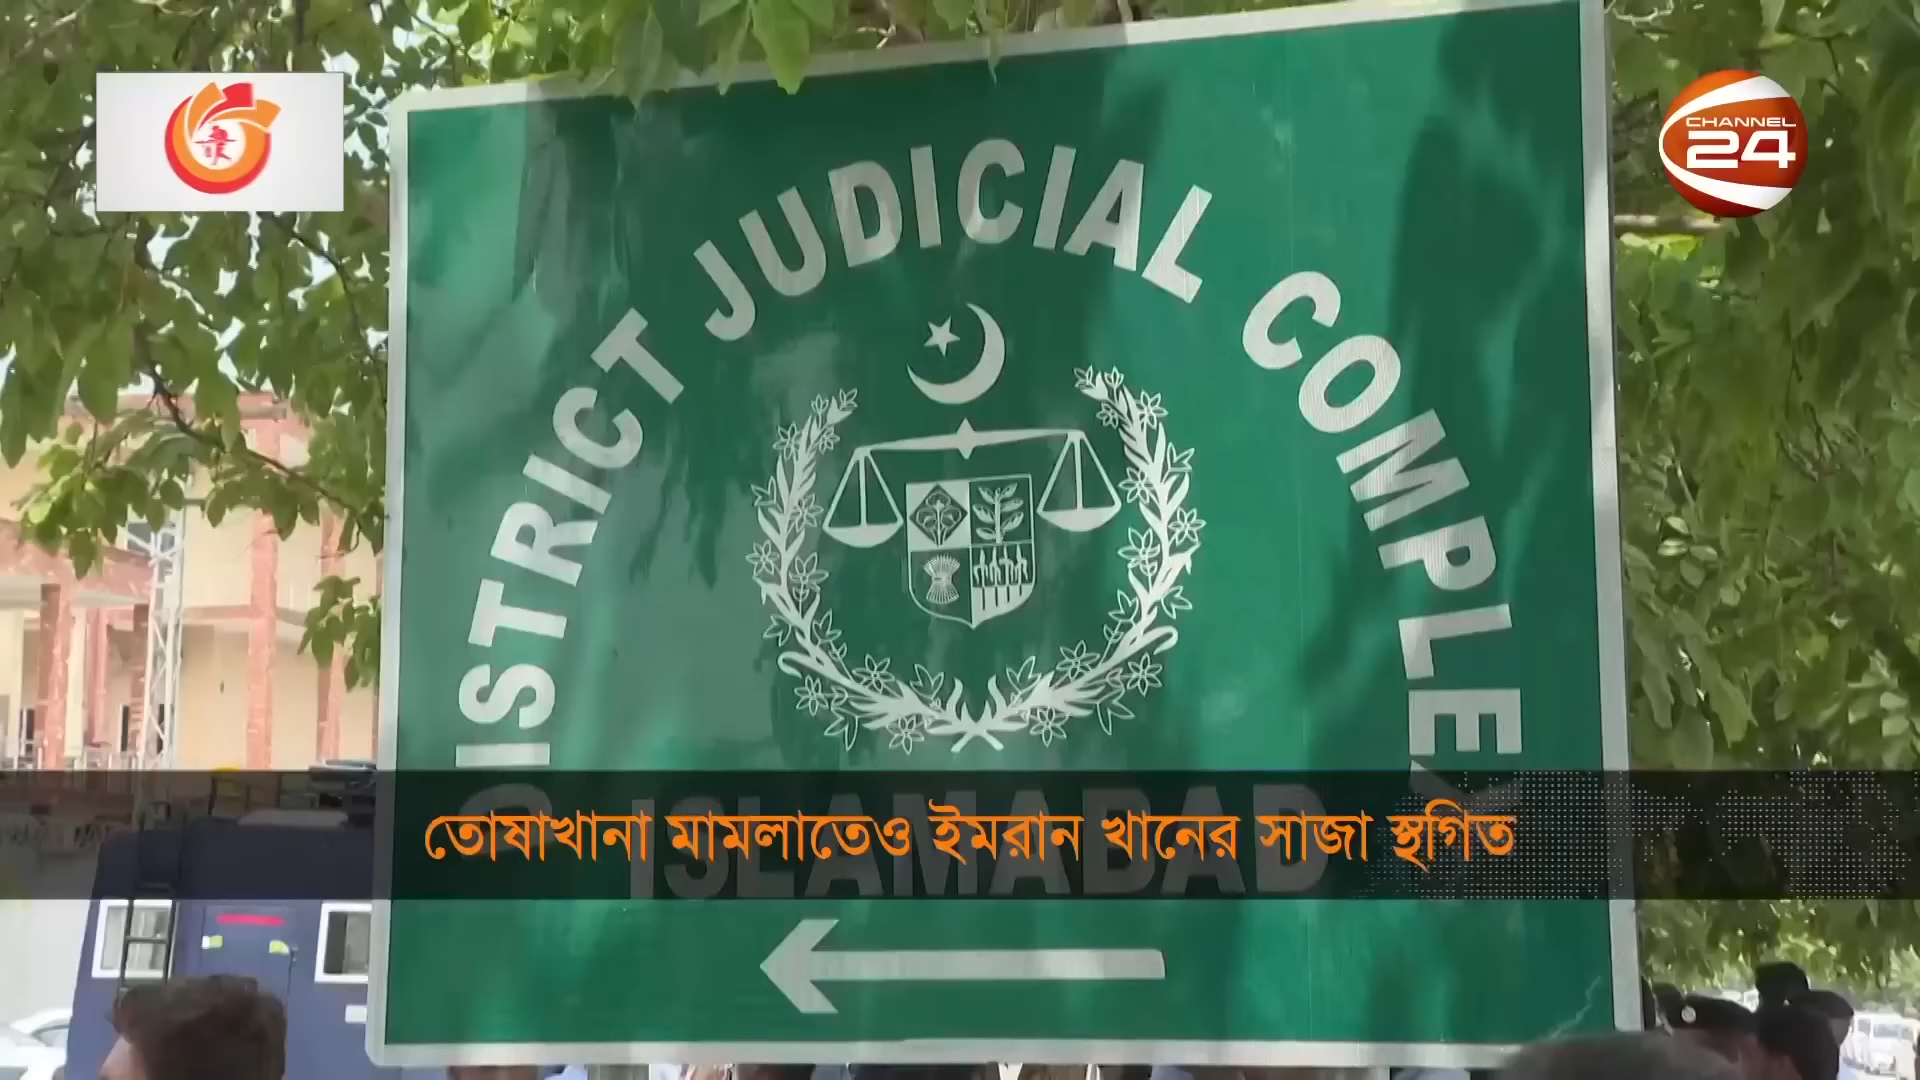 CHANNEL
24
DISTRICT JUDICIAL COMPLEX
ISLAMABAD
তোষাখানা মামলাতেও ইমরান খানের সাজা স্থগিত